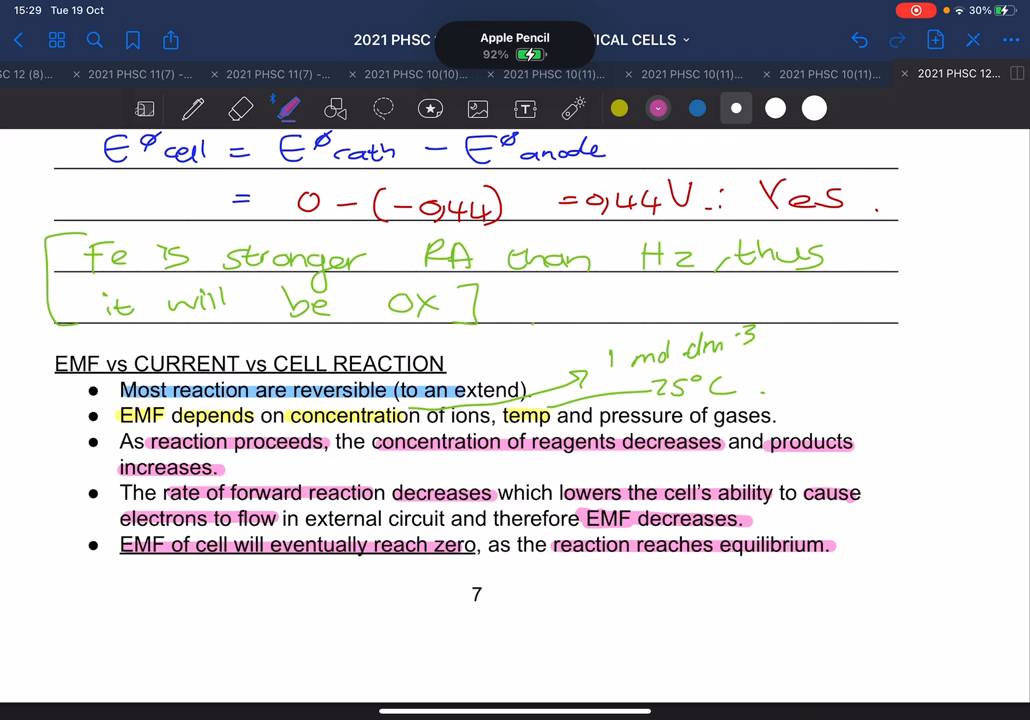 15:29 Tue 19 Oct
30%
Apple Pencil
92%
2021 PHSC
ICAL CELLS
SC 12 (8)...
2021 PHSC 11(7) -...
2021 PHSC 11(7) -...
2021 PHSC 10(10)...
2021 PHSC 10(11)...
2021 PHSC 10(11)...
2021 PHSC 10(11)...
2021 PHSC 12...
E⌀cell = E⌀cath - E⌀anode
= 0 - (-0,44) = 0,44V ∴ Yes.
[Fe is stronger RA than H2, thus
it will be ox]
EMF vs CURRENT vs CELL REACTION
1 mol dm-3
● Most reaction are reversible (to an extend).
25°C.
● EMF depends on concentration of ions, temp and pressure of gases.
● As reaction proceeds, the concentration of reagents decreases and products
increases.
● The rate of forward reaction decreases which lowers the cell's ability to cause
electrons to flow in external circuit and therefore EMF decreases.
● EMF of cell will eventually reach zero, as the reaction reaches equilibrium.
7